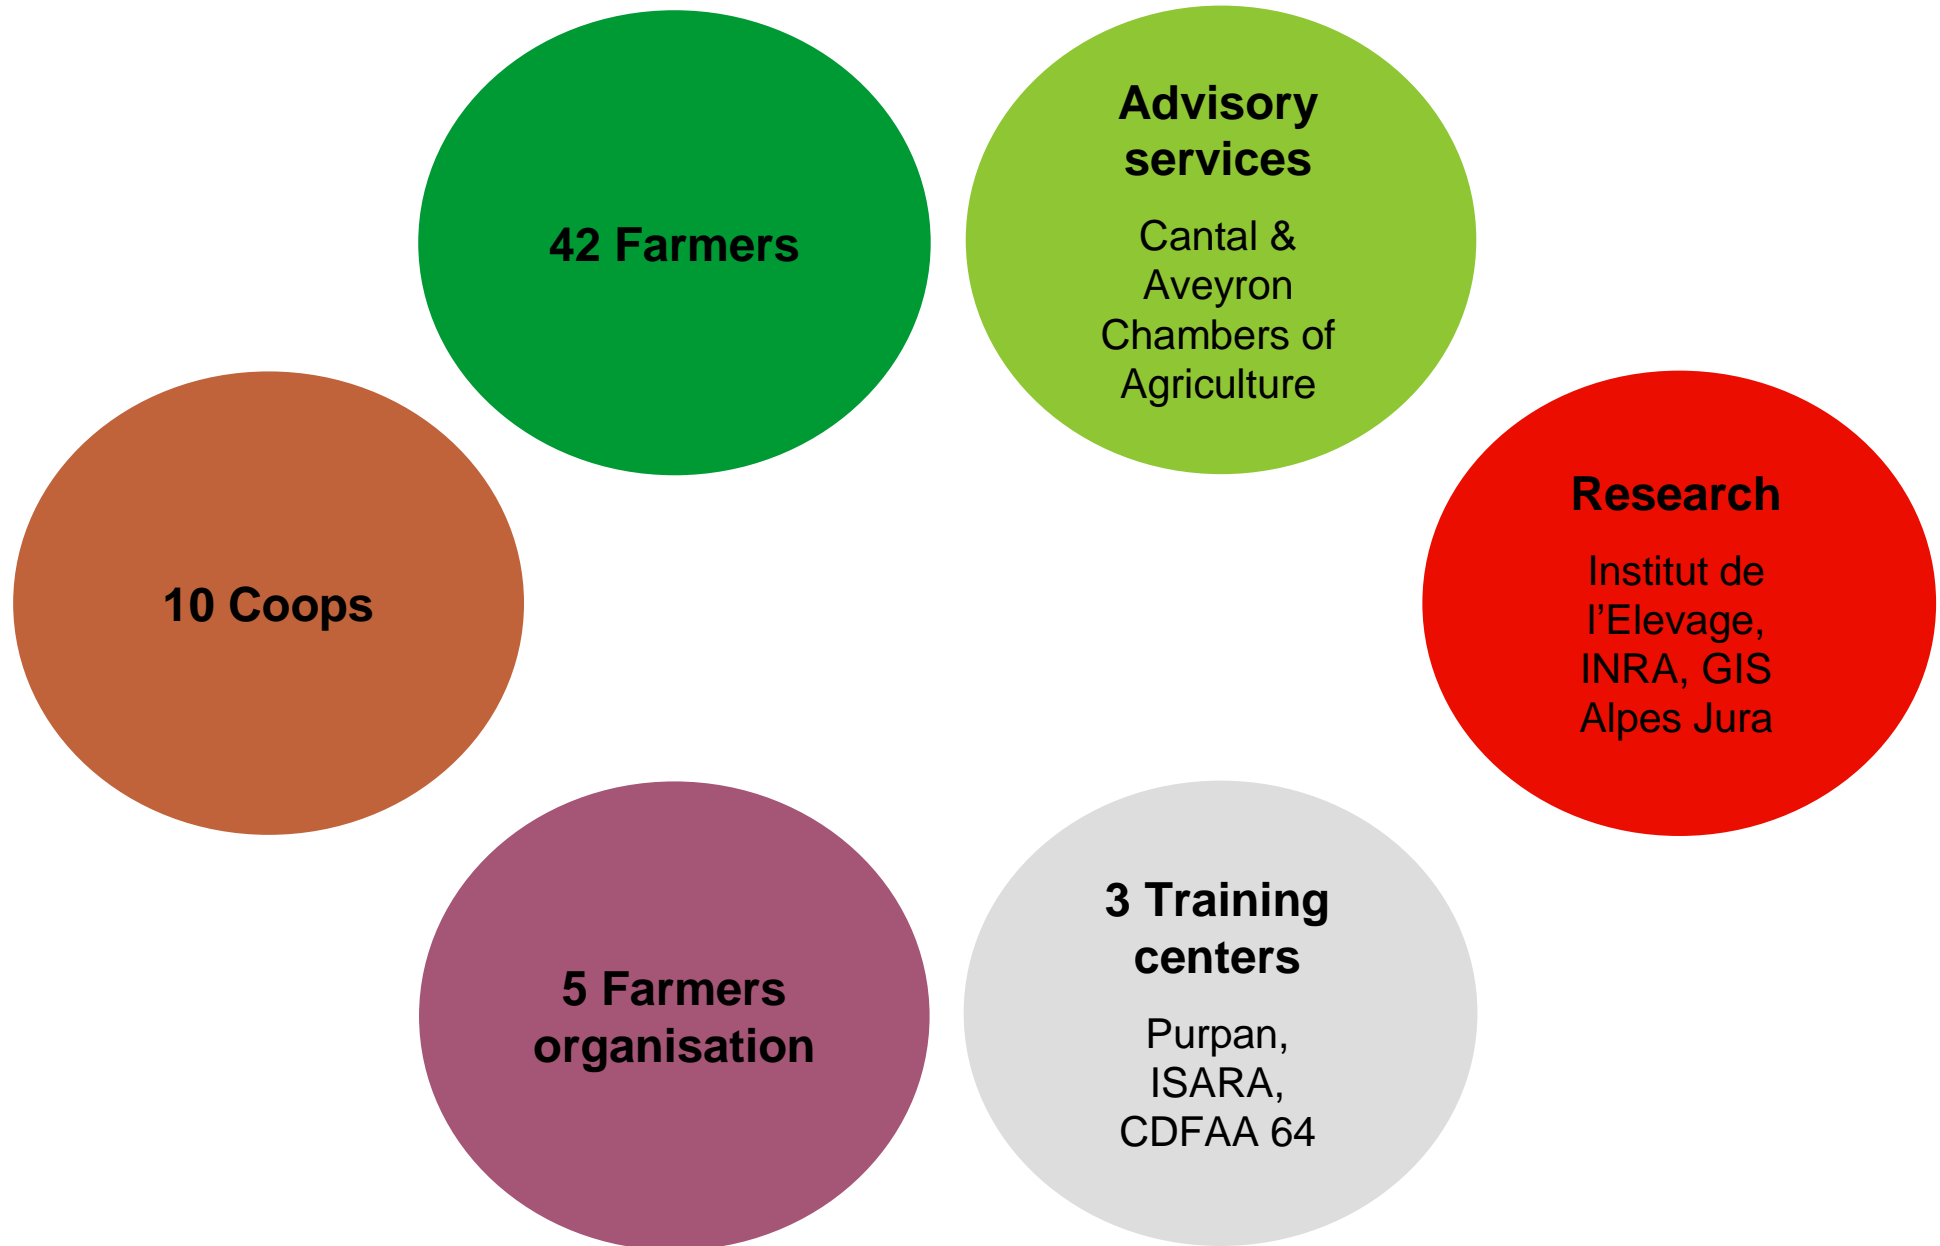 42 Farmers
Advisory
services
Cantal &
Aveyron
Chambers of
Agriculture
Research
Institut de
l’Elevage,
INRA, GIS
Alpes Jura
3 Training
centers
Purpan,
ISARA,
CDFAA 64
5 Farmers
organisation
10 Coops